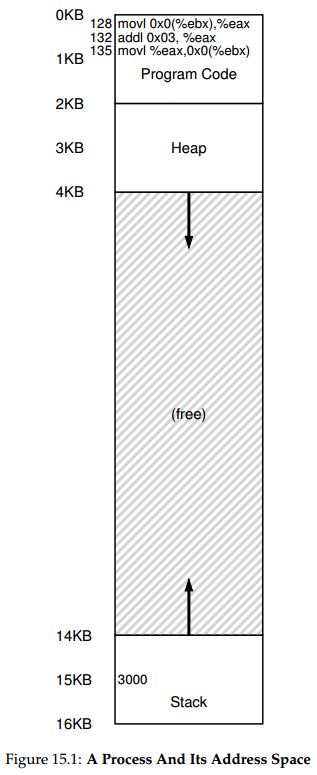 0KB
128 movl 0x0(%ebx),%eax
132 addl 0x03, %eax
135 movl %eax,0x0(%ebx)
1KB
Program Code
2KB
3KB
Heap
4KB
(free)
14KB
15KB
3000
Stack
16KB
Figure 15.1: A Process And Its Address Space